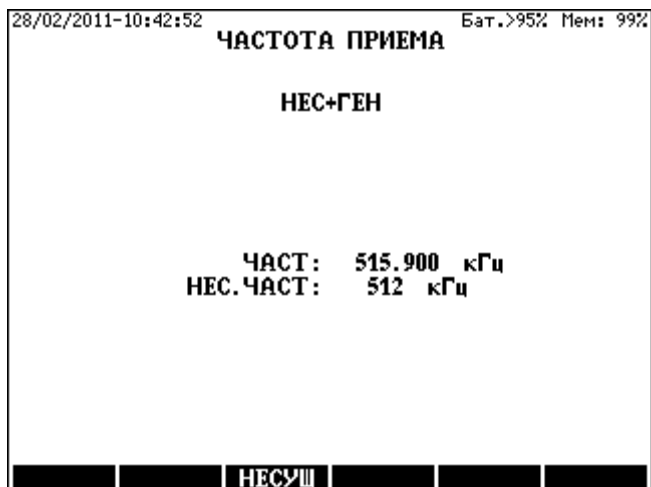 28/02/2011-10:42:52 Бат.>95% Мем: 99%
ЧАСТОТА ПРИЕМА
НЕС+ГЕН
ЧАСТ: 515.900 кГц
НЕС.ЧАСТ: 512 кГц
НЕСУШ